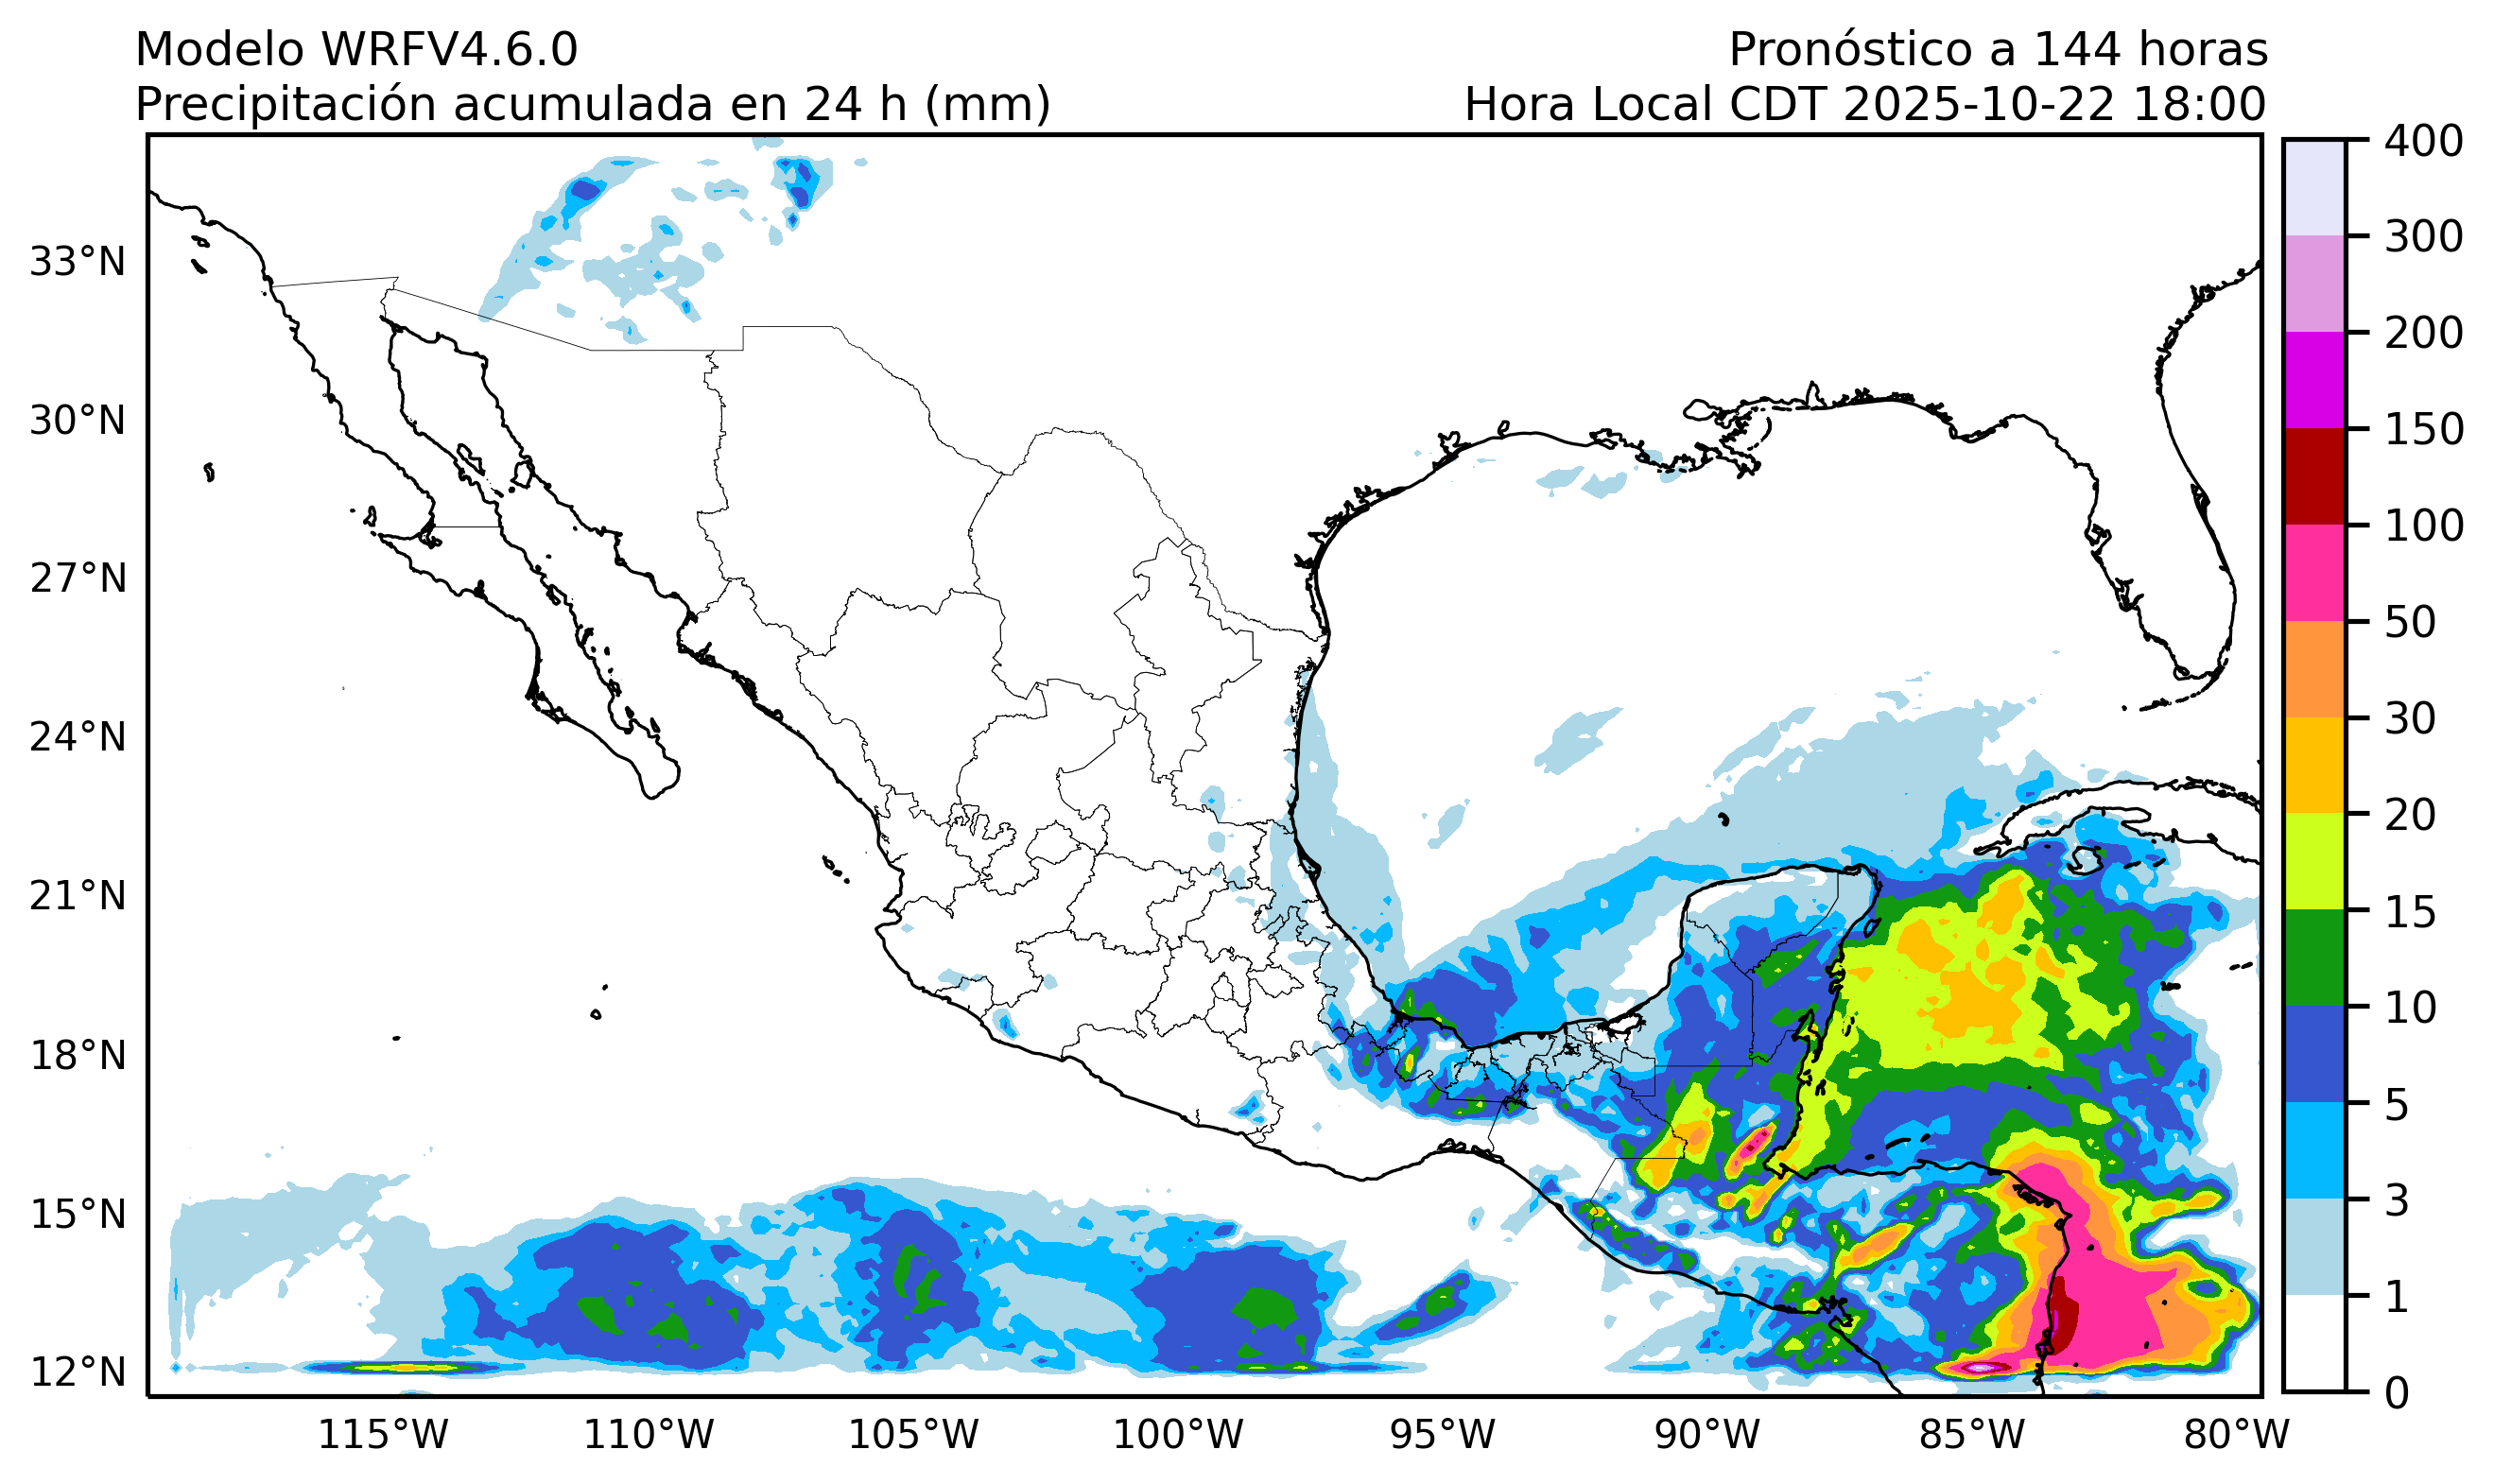 Modelo WRFV4.6.0
Pronóstico a 144 horas
Precipitación acumulada en 24 h (mm)
Hora Local CDT 2025-10-22 18:00
33°N
30°N
27°N
24°N
21°N
18°N
15°N
12°N
115°W
110°W
105°W
100°W
95°W
90°W
85°W
80°W
400
300
200
150
100
50
30
20
15
10
5
3
1
0